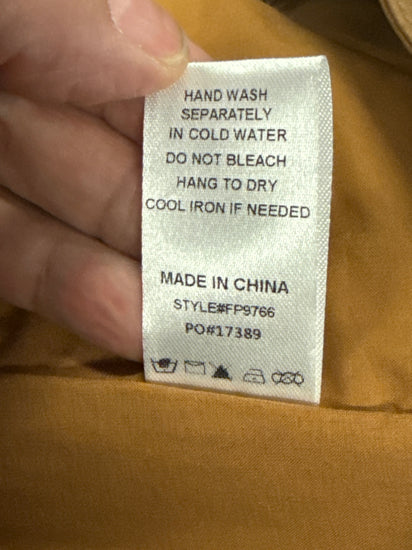 HAND WASH
SEPARATELY
IN COLD WATER
DO NOT BLEACH
HANG TO DRY
COOL IRON IF NEEDED
MADE IN CHINA
STYLE#FP9766
PO#17389